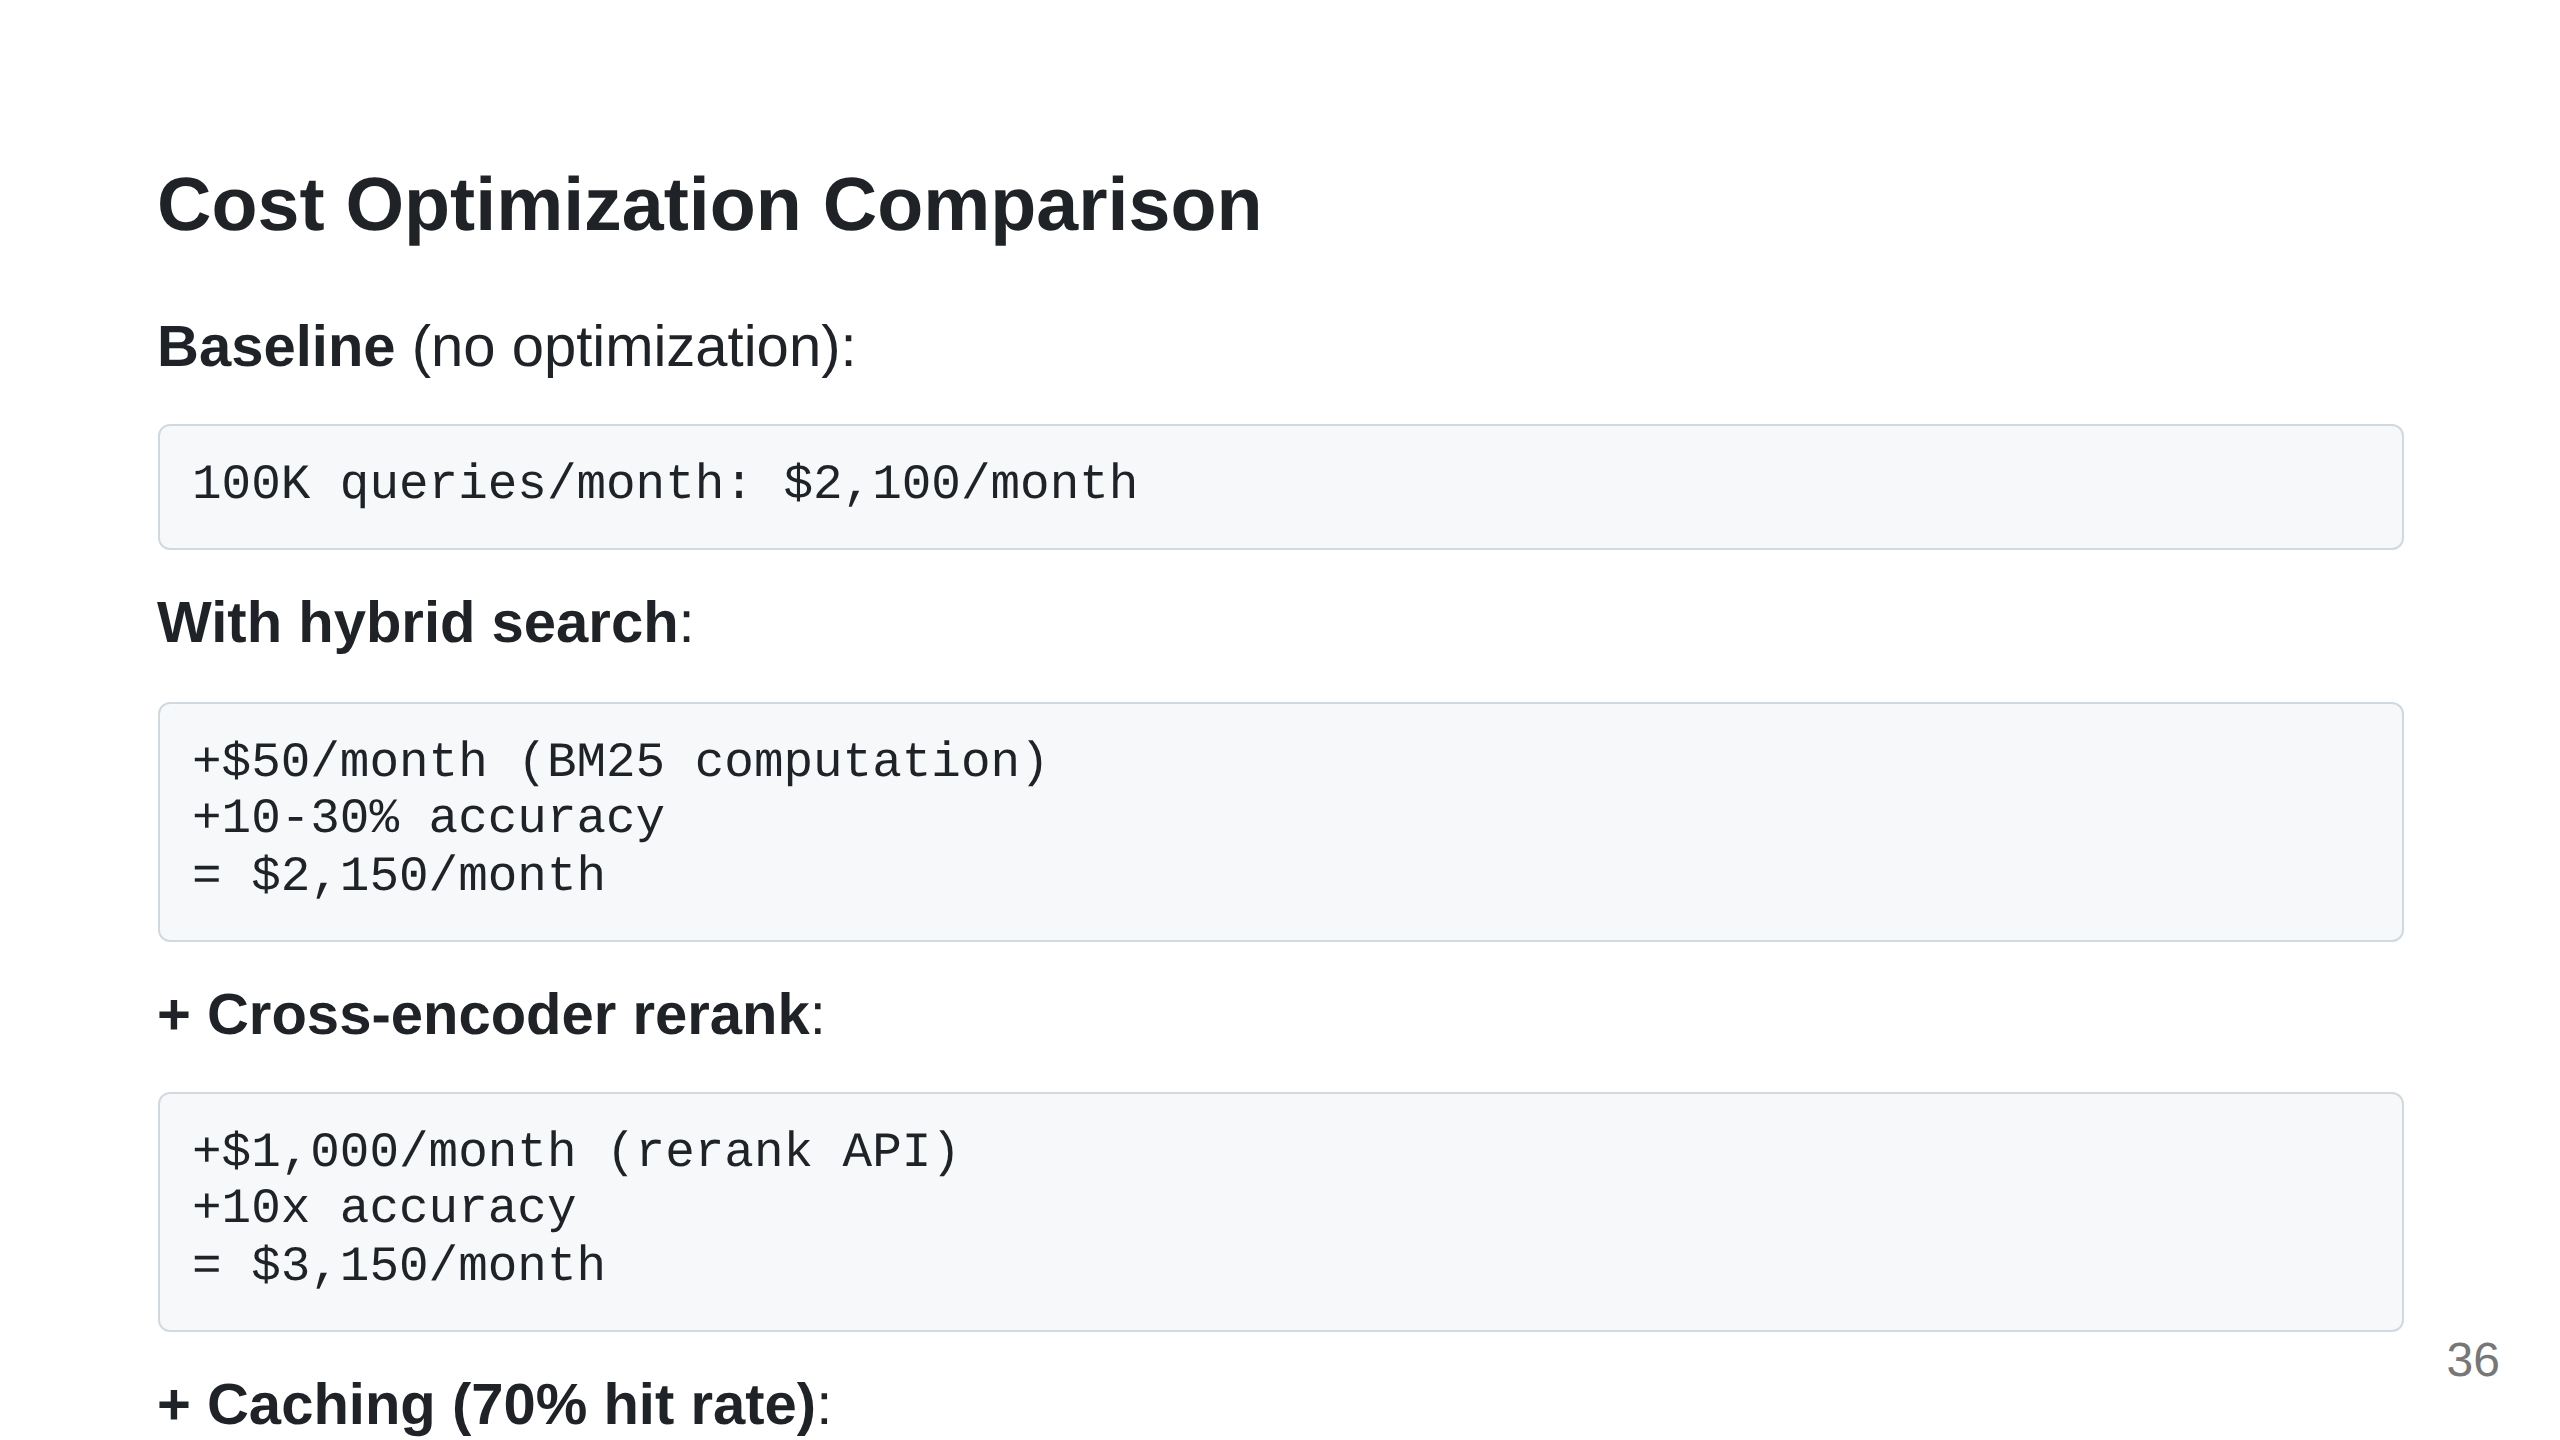 Cost Optimization Comparison
Baseline (no optimization):
100K queries/month: $2,100/month
With hybrid search:
+$50/month (BM25 computation)
+10-30% accuracy
= $2,150/month
+ Cross-encoder rerank:
+$1,000/month (rerank API)
+10x accuracy
= $3,150/month
36
+ Caching (70% hit rate):